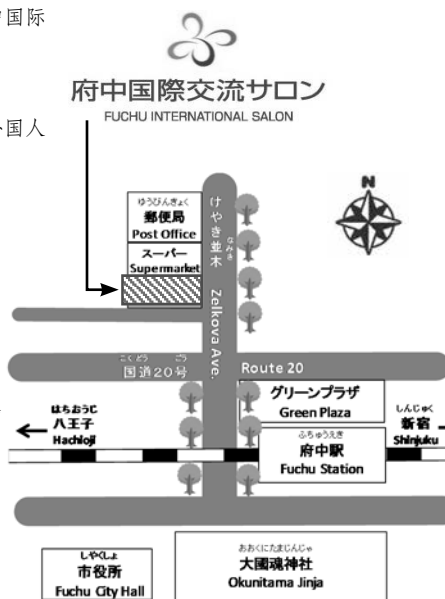 国际
国人
府中国際交流サロン
FUCHU INTERNATIONAL SALON
N
ゆうびんきょく
郵便局
Post Office
スーパー
Supermarket
けやき並木
なみき
Zelkova Ave.
こくどう ごう
国道20号
Route 20
グリーンプラザ
Green Plaza
はちおうじ
八王子
Hachioji
ふちゅうえき
府中駅
Fuchu Station
しんじゅく
新宿
Shinjuku
しやくしょ
市役所
Fuchu City Hall
おおくにたまじんじゃ
大國魂神社
Okunitama Jinja